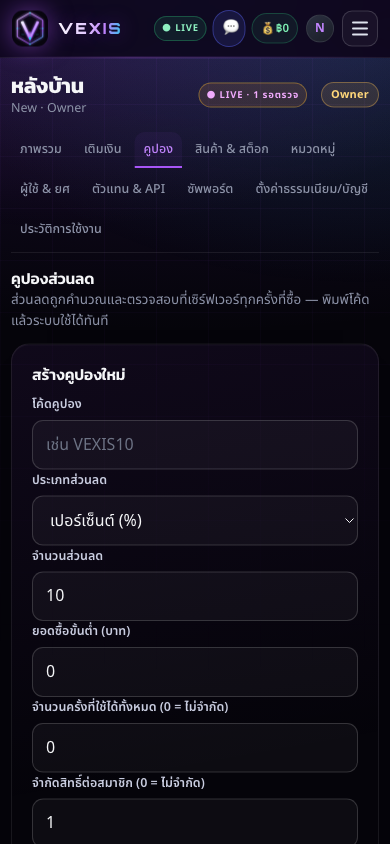 VEXIS
LIVE
💬
💰 ฿0
N
หลังบ้าน
New · Owner
LIVE · 1 รอตรวจ
Owner
ภาพรวม เติมเงิน คูปอง สินค้า & สต็อก หมวดหมู่
ผู้ใช้ & ยศ ตัวแทน & API ซัพพอร์ต ตั้งค่าธรรมเนียม/บัญชี
ประวัติการใช้งาน
คูปองส่วนลด
ส่วนลดถูกคำนวณและตรวจสอบที่เซิร์ฟเวอร์ทุกครั้งที่ซื้อ — พิมพ์โค้ด
แล้วระบบใช้ได้ทันที
สร้างคูปองใหม่
โค้ดคูปอง
เช่น VEXIS10
ประเภทส่วนลด
เปอร์เซ็นต์ (%)
จำนวนส่วนลด
10
ยอดซื้อขั้นต่ำ (บาท)
0
จำนวนครั้งที่ใช้ได้ทั้งหมด (0 = ไม่จำกัด)
0
จำกัดสิทธิ์ต่อสมาชิก (0 = ไม่จำกัด)
1